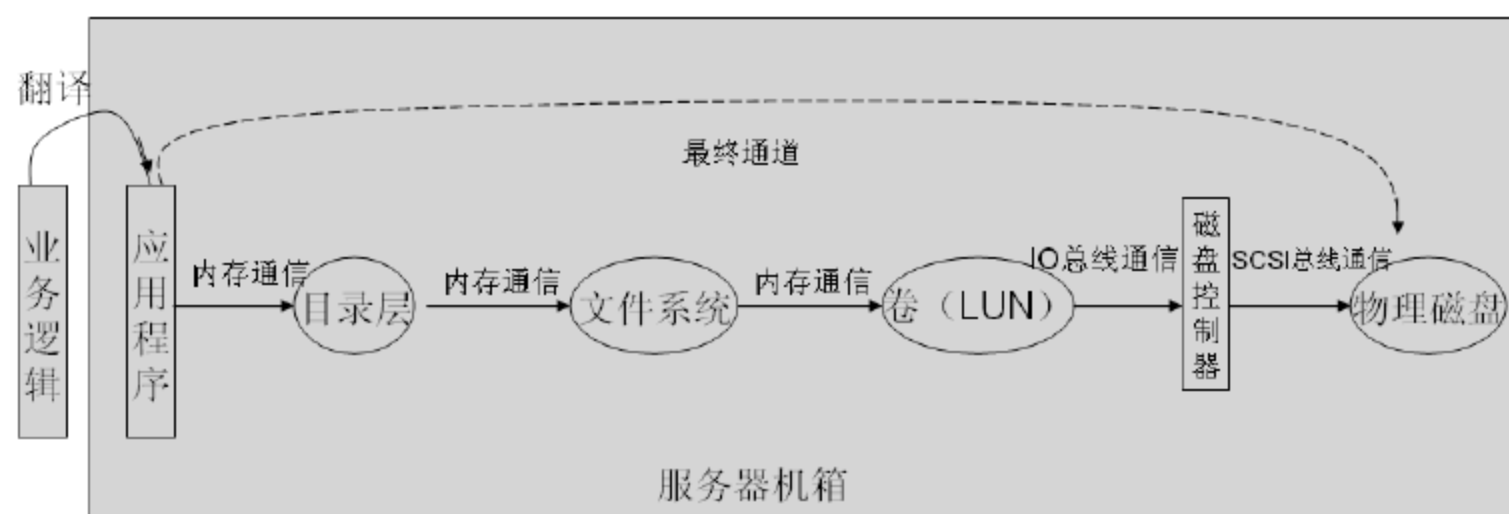 翻译
最终通道
业务逻辑
应用程序
内存通信
目录层
内存通信
文件系统
内存通信
卷（LUN）
IO总线通信
磁盘控制器
SCSI总线通信
物理磁盘
服务器机箱